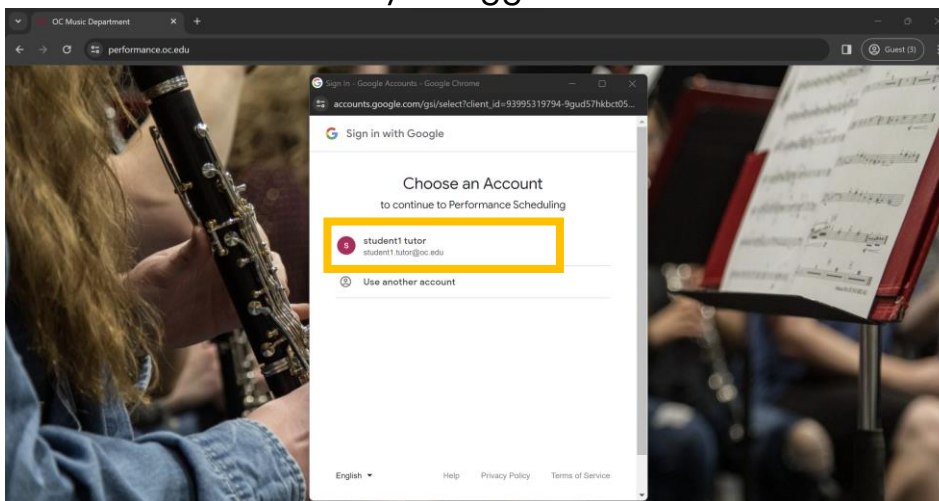 OC Music Department
performance.oc.edu
Guest (3)
Sign in - Google Accounts - Google Chrome
accounts.google.com/gsi/select?client_id=93995319794-9gud57hkbct05...
Sign in with Google
Choose an Account
to continue to Performance Scheduling
S
student1 tutor
student1.tutor@oc.edu
Use another account
English
Help
Privacy Policy
Terms of Service